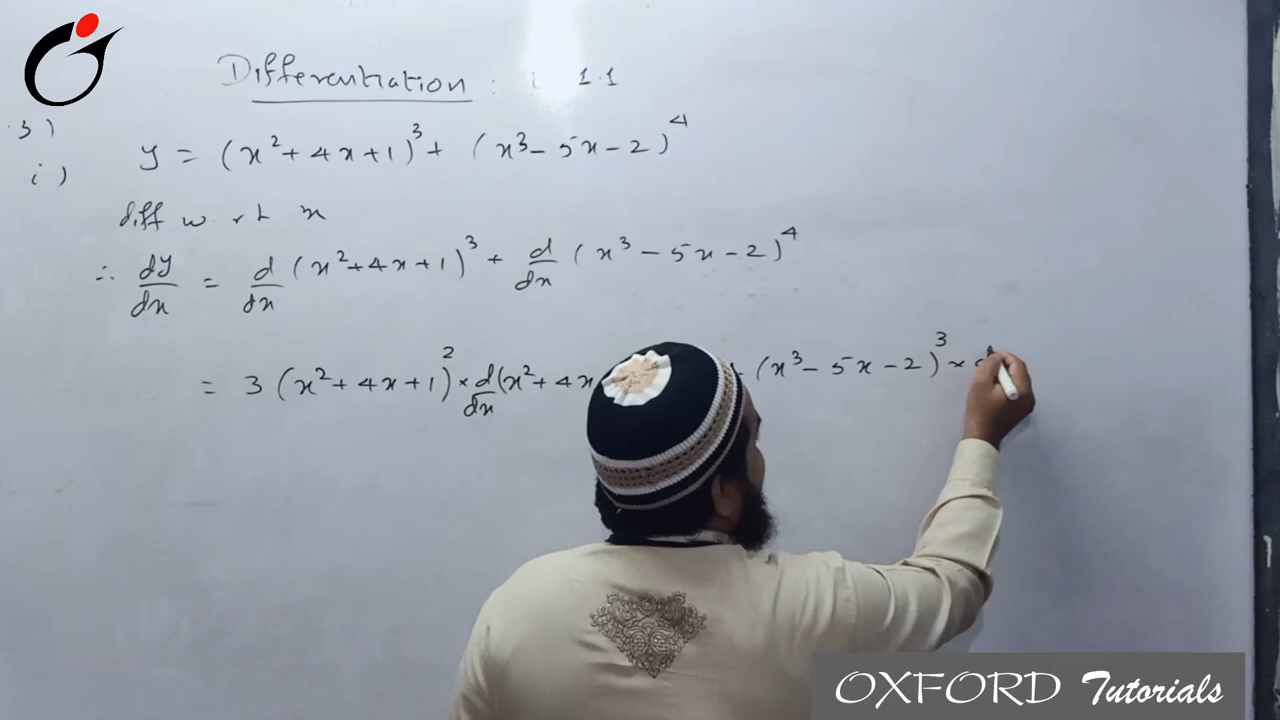 Differentiation : 1.1
3)
i) y = (x² + 4x + 1)³ + (x³ - 5x - 2)⁴
diff w.r.t x
∴ dy/dx = d/dx (x² + 4x + 1)³ + d/dx (x³ - 5x - 2)⁴
= 3 (x² + 4x + 1)² × d/dx (x² + 4x (x³ - 5x - 2)³ ×
OXFORD Tutorials